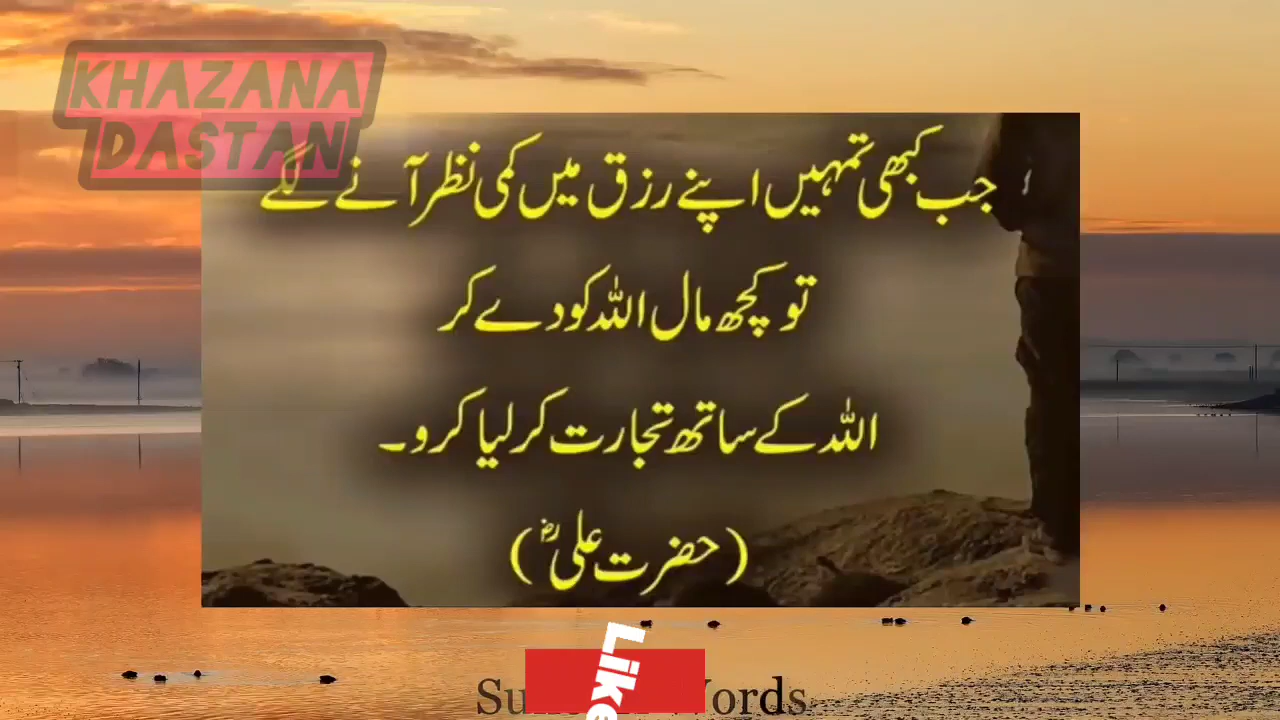 KHAZANA
DASTAN
جب کبھی تمہیں اپنے رزق میں کمی نظر آنے لگے
تو کچھ مال اللہ کو دے کر
اللہ کے ساتھ تجارت کر لیا کرو۔
(حضرت علیؓ)
Like